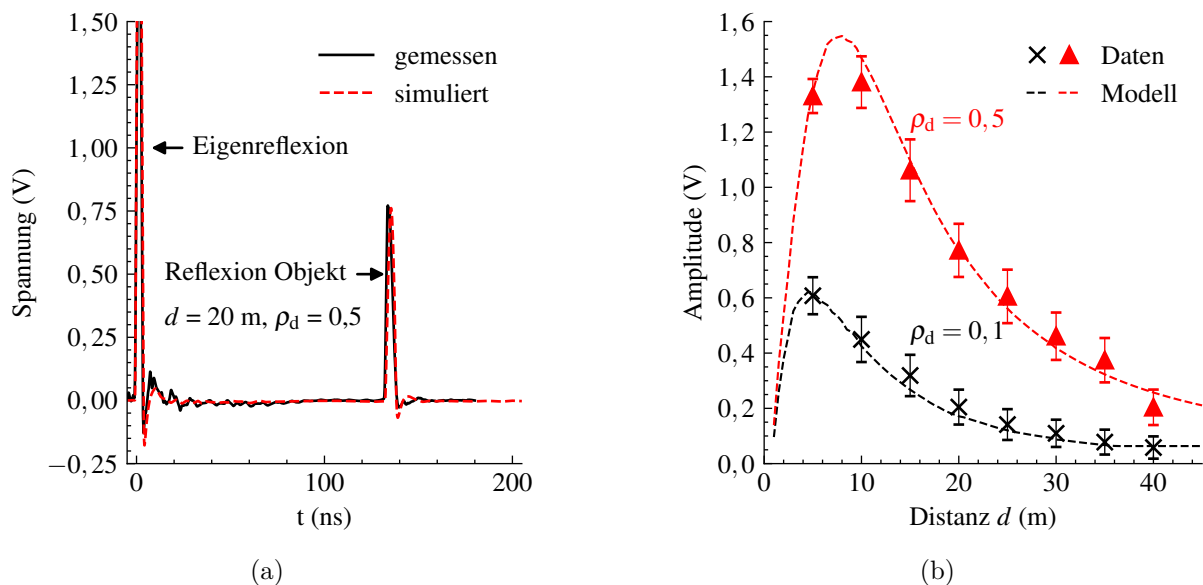 1,50
1,25
1,00
0,75
0,50
0,25
0,00
−0,25
Spannung (V)
gemessen
simuliert
Eigenreflexion
Reflexion Objekt
d = 20 m, ρd = 0,5
0
100
200
t (ns)
(a)
1,6
1,4
1,2
1,0
0,8
0,6
0,4
0,2
0,0
Amplitude (V)
Daten
Modell
ρd = 0,5
ρd = 0,1
0
10
20
30
40
Distanz d (m)
(b)